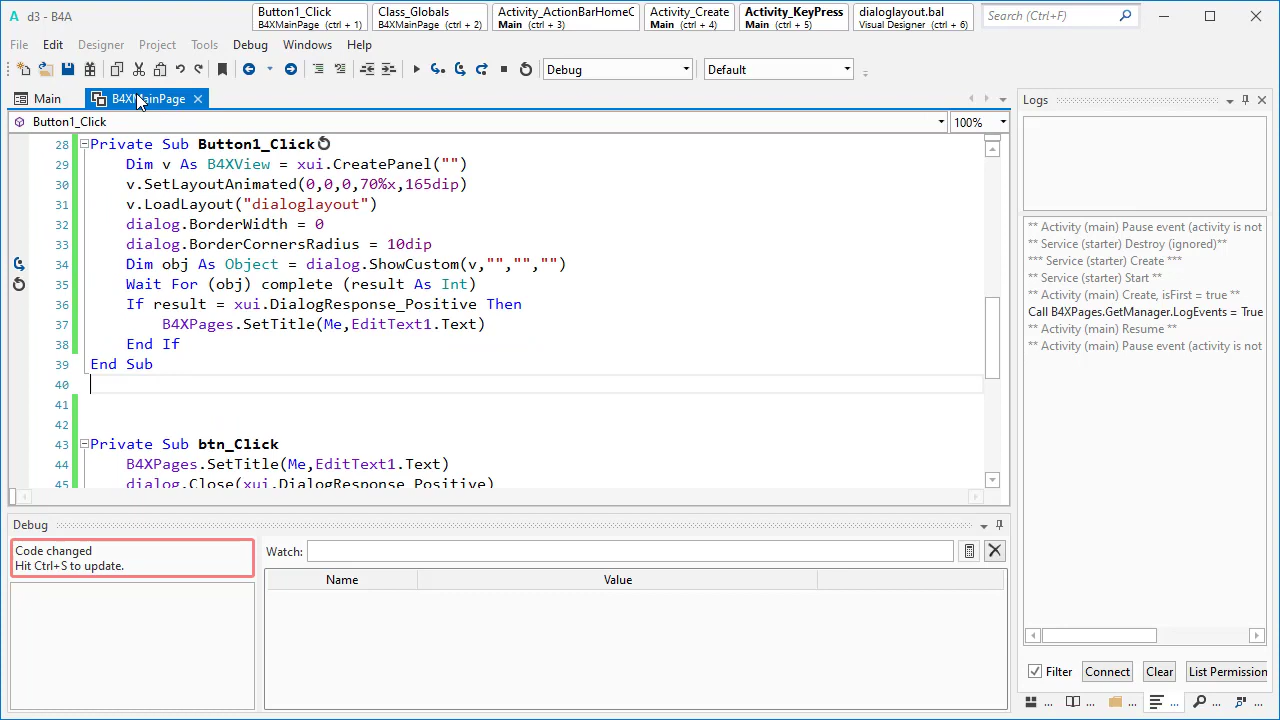 d3 - B4A
Button1_Click
B4XMainPage (ctrl + 1)
Class_Globals
B4XMainPage (ctrl + 2)
Activity_ActionBarHomeC
Main (ctrl + 3)
Activity_Create
Main (ctrl + 4)
Activity_KeyPress
Main (ctrl + 5)
dialoglayout.bal
Visual Designer (ctrl + 6)
Search (Ctrl+F)
File Edit Designer Project Tools Debug Windows Help
Debug
Default
Main
B4XMainPage
Button1_Click
100%
28 Private Sub Button1_Click
29 Dim v As B4XView = xui.CreatePanel("")
30 v.SetLayoutAnimated(0,0,0,70%x,165dip)
31 v.LoadLayout("dialoglayout")
32 dialog.BorderWidth = 0
33 dialog.BorderCornersRadius = 10dip
34 Dim obj As Object = dialog.ShowCustom(v,"","","")
35 Wait For (obj) complete (result As Int)
36 If result = xui.DialogResponse_Positive Then
37 B4XPages.SetTitle(Me,EditText1.Text)
38 End If
39 End Sub
40
41
42
43 Private Sub btn_Click
44 B4XPages.SetTitle(Me,EditText1.Text)
45 dialog.Close(xui.DialogResponse_Positive)
Logs
** Activity (main) Pause event (activity is not
** Service (starter) Destroy (ignored)**
*** Service (starter) Create ***
** Service (starter) Start **
** Activity (main) Create, isFirst = true **
Call B4XPages.GetManager.LogEvents = True
** Activity (main) Resume **
** Activity (main) Pause event (activity is not
Filter
Connect
Clear
List Permission
Debug
Code changed
Hit Ctrl+S to update.
Watch:
Name
Value